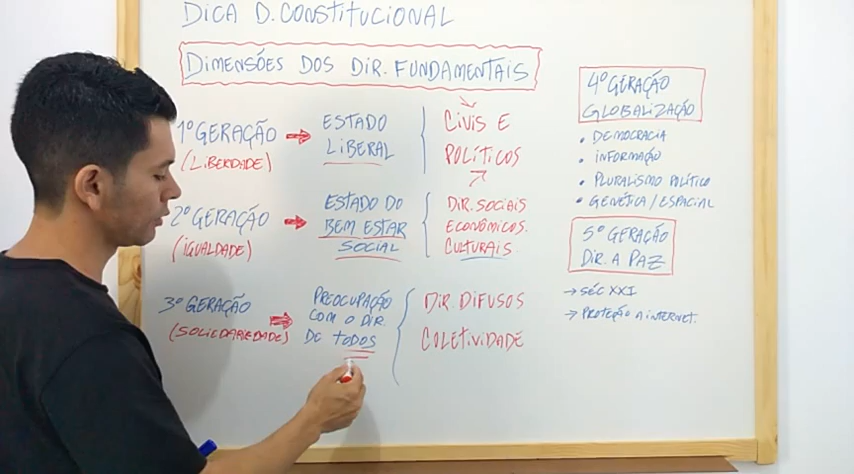 DICA D. CONSTITUCIONAL
DIMENSÕES DOS DIR. FUNDAMENTAIS
1º GERAÇÃO
(LIBERDADE)
ESTADO
LIBERAL
CIVIS E
POLÍTICOS
2º GERAÇÃO
(IGUALDADE)
ESTADO DO
BEM ESTAR
SOCIAL
DIR. SOCIAIS
ECONÔMICOS.
CULTURAIS.
3º GERAÇÃO
(SOLIEDARIEDADE)
PREOCUPAÇÃO
COM O DIR.
DE TODOS
DIR DIFUSOS
COLETIVIDADE
4º GERAÇÃO
GLOBALIZAÇÃO
• DEMOCRACIA
• INFORMAÇÃO
• PLURALISMO POLÍTICO
• GENÉTICA/ESPACIAL
5º GERAÇÃO
DIR. A PAZ
→ SÉC XXI
→ PROTEÇÃO A INTERNET.